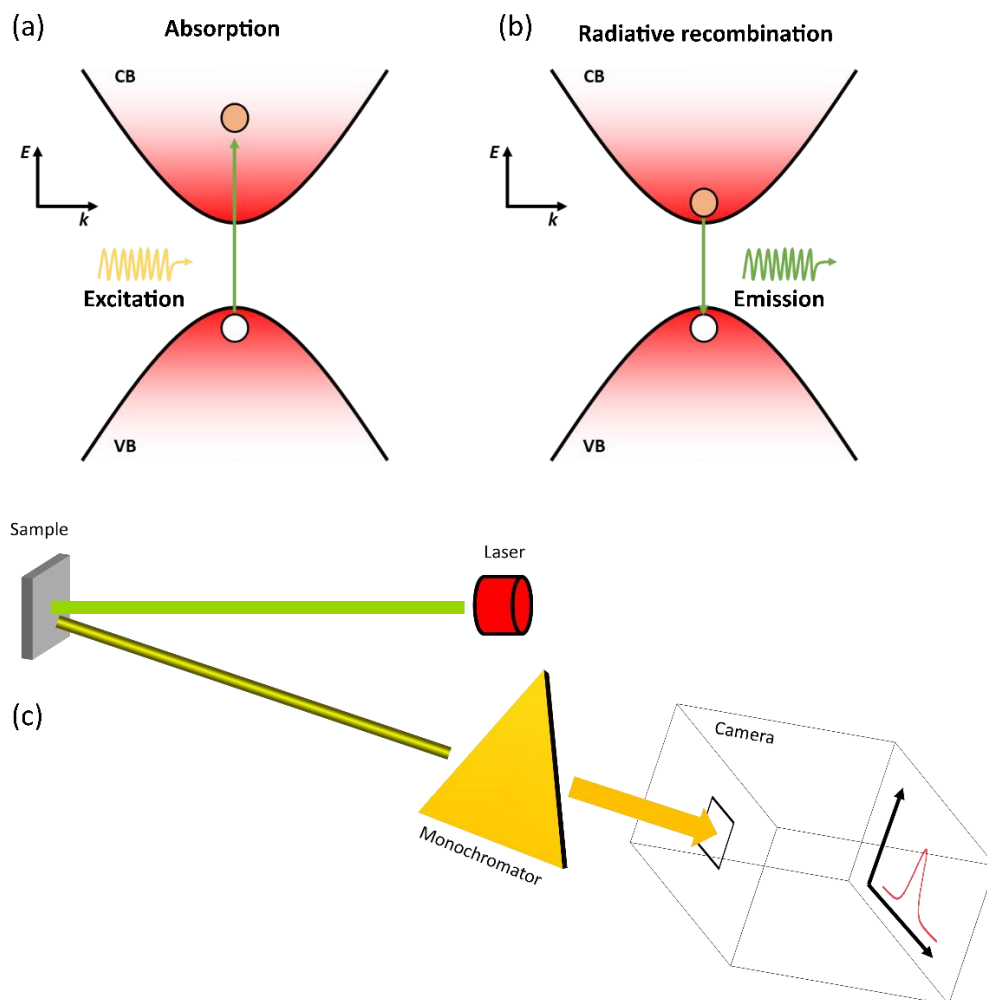 (a)
Absorption
(b)
Radiative recombination
CB
CB
E
k
E
k
Excitation
Emission
VB
VB
Sample
Laser
(c)
Camera
Monochromator